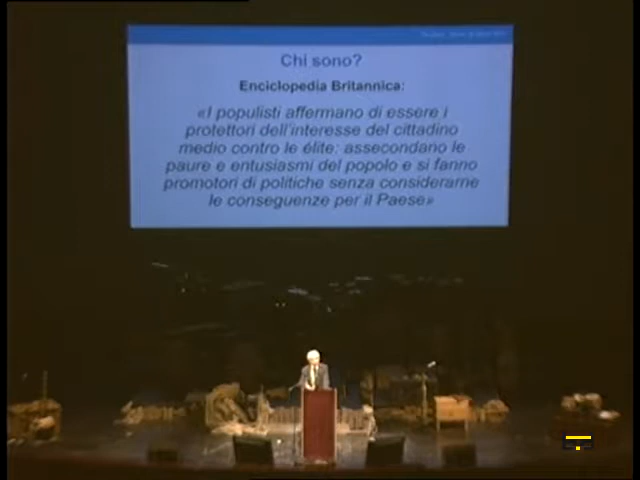 Chi sono?
Enciclopedia Britannica:
«I populisti affermano di essere i
protettori dell'interesse del cittadino
medio contro le élite: assecondano le
paure e entusiasmi del popolo e si fanno
promotori di politiche senza considerarne
le conseguenze per il Paese»